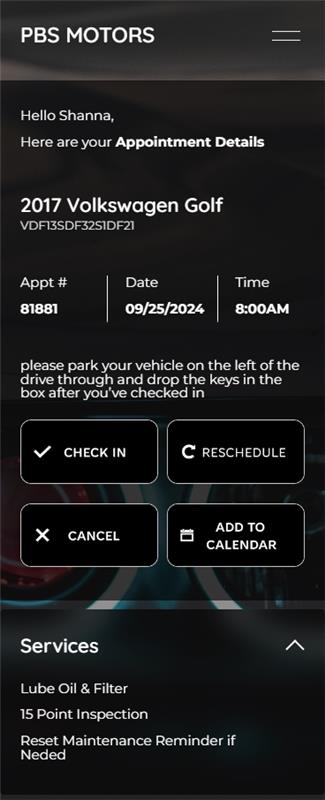 PBS MOTORS
Hello Shanna,
Here are your Appointment Details
2017 Volkswagen Golf
VDF13SDF32S1DF21
Appt # Date Time
81881 09/25/2024 8:00AM
please park your vehicle on the left of the
drive through and drop the keys in the
box after you've checked in
CHECK IN RESCHEDULE
CANCEL ADD TO
CALENDAR
Services
Lube Oil & Filter
15 Point Inspection
Reset Maintenance Reminder if
Needed